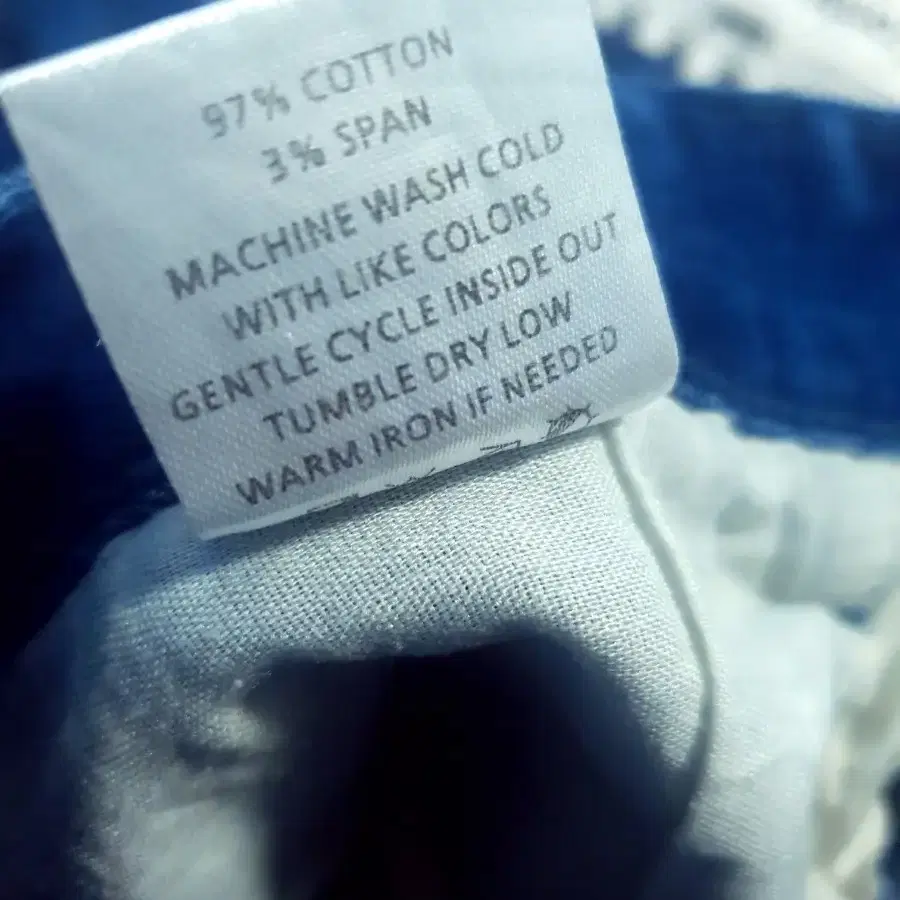 97% COTTON
3% SPAN
MACHINE WASH COLD
WITH LIKE COLORS
GENTLE CYCLE INSIDE OUT
TUMBLE DRY LOW
WARM IRON IF NEEDED